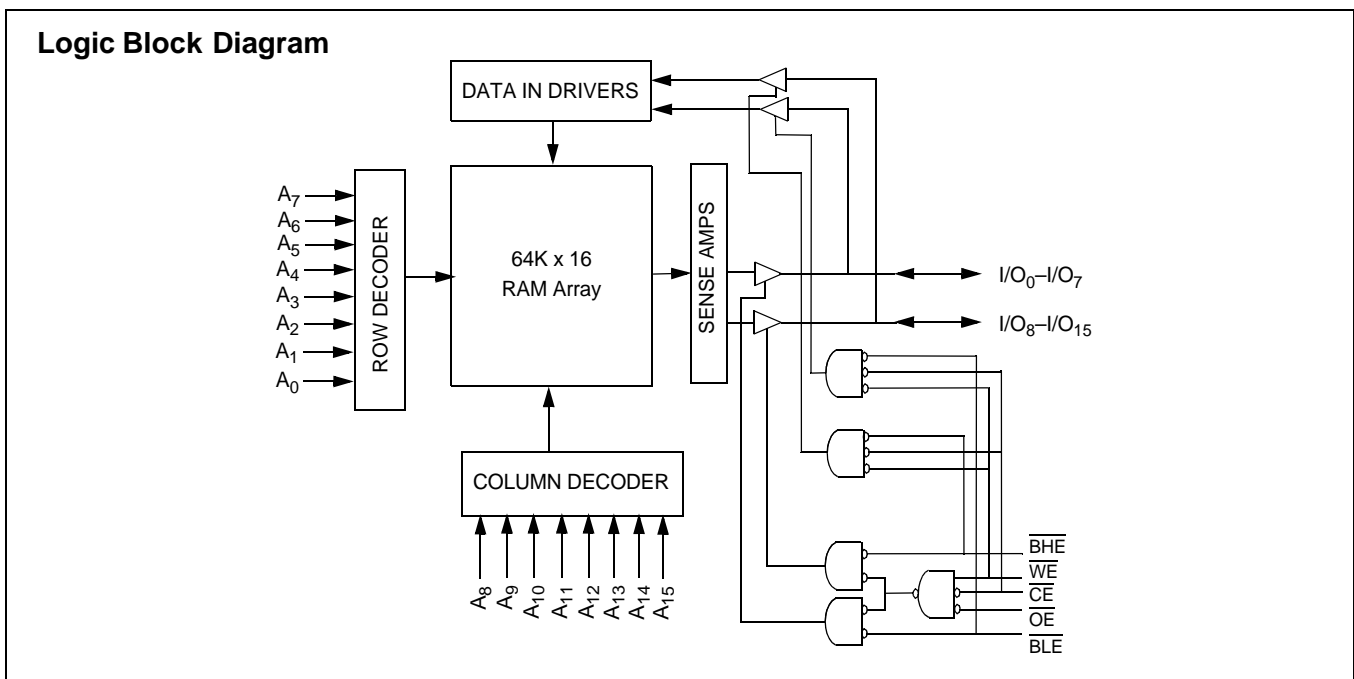 Logic Block Diagram
DATA IN DRIVERS
A7
A6
A5
A4
A3
A2
A1
A0
ROW DECODER
64K x 16
RAM Array
SENSE AMPS
I/O0–I/O7
I/O8–I/O15
COLUMN DECODER
A8
A9
A10
A11
A12
A13
A14
A15
BHE
WE
CE
OE
BLE